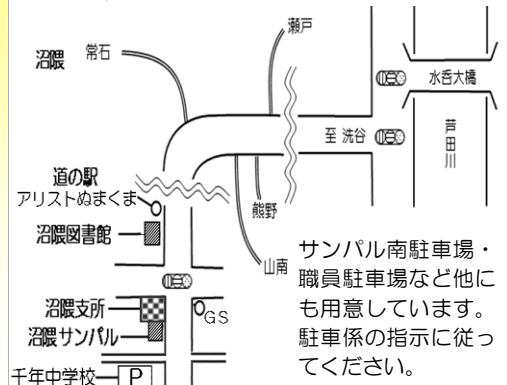 瀬戸
沼隈
常石
水呑大橋
至 洗谷
芦田川
道の駅
アリストぬまくま
熊野
沼隈図書館
山南
サンパル南駐車場・
職員駐車場など他に
も用意しています。
駐車係の指示に従っ
てください。
沼隈支所
GS
沼隈サンパル
千年中学校
P